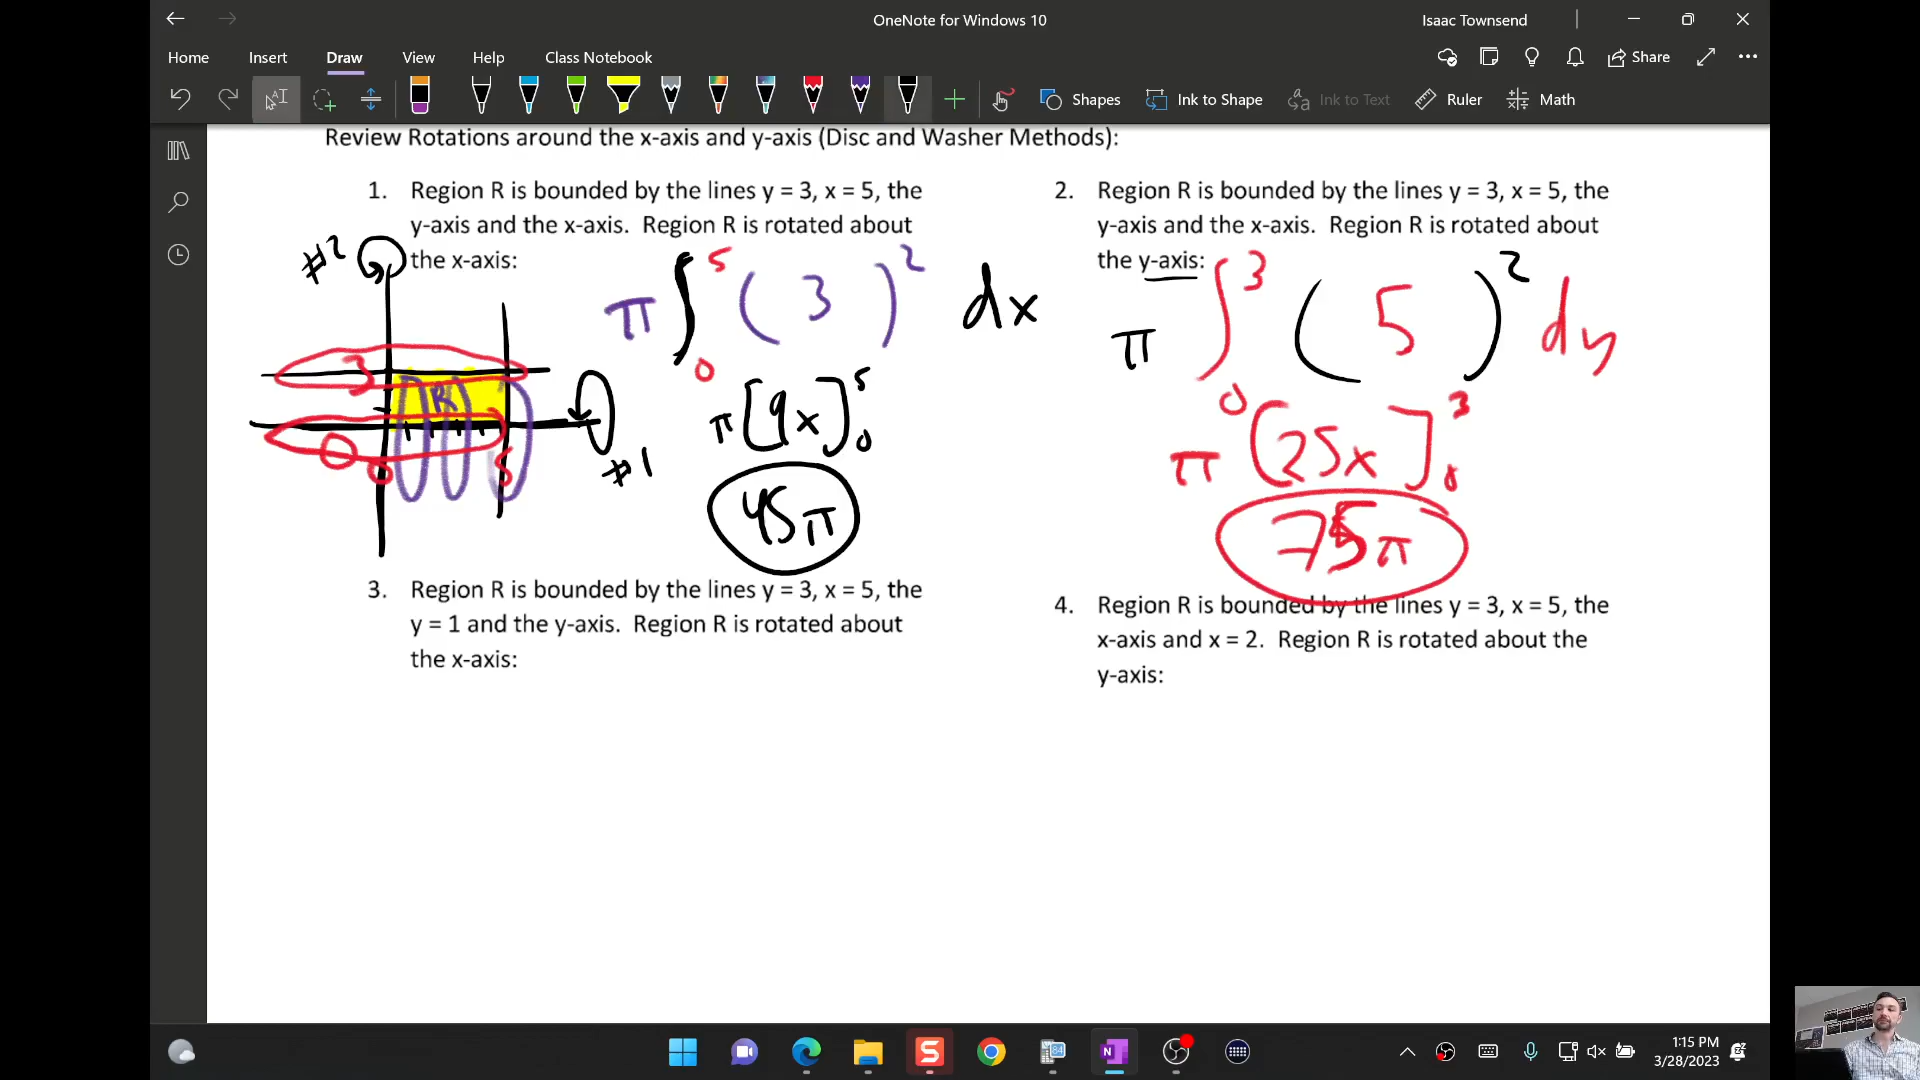 OneNote for Windows 10
Isaac Townsend
Home Insert Draw View Help Class Notebook
Share
Shapes Ink to Shape Ink to Text Ruler Math
Review Rotations around the x-axis and y-axis (Disc and Washer Methods):
1. Region R is bounded by the lines y = 3, x = 5, the
y-axis and the x-axis. Region R is rotated about
the x-axis:
#2
π ∫ 5 0 ( 3 )² dx
3
R
0
0 5
#1
π [9x] 5 0
45π
2. Region R is bounded by the lines y = 3, x = 5, the
y-axis and the x-axis. Region R is rotated about
the y-axis:
π ∫ 3 0 ( 5 )² dy
π [25x] 3 0
75π
3. Region R is bounded by the lines y = 3, x = 5, the
y = 1 and the y-axis. Region R is rotated about
the x-axis:
4. Region R is bounded by the lines y = 3, x = 5, the
x-axis and x = 2. Region R is rotated about the
y-axis:
1:15 PM
3/28/2023